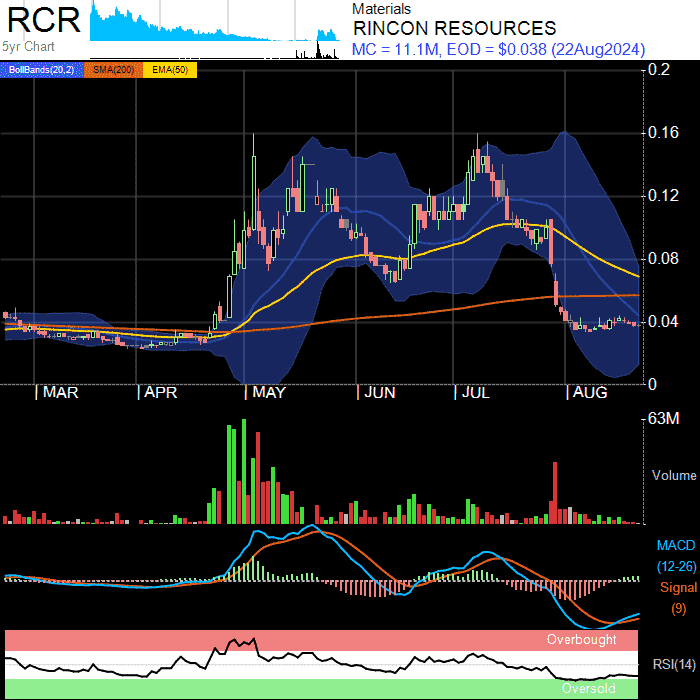 RCR
5yr Chart
Materials
RINCON RESOURCES
MC = 11.1M, EOD = $0.038 (22Aug2024)
BollBands(20,2) SMA(200) EMA(50)
0.2
0.16
0.12
0.08
0.04
0
MAR APR MAY JUN JUL AUG
63M
Volume
MACD
(12-26)
Signal
(9)
Overbought
RSI(14)
Oversold